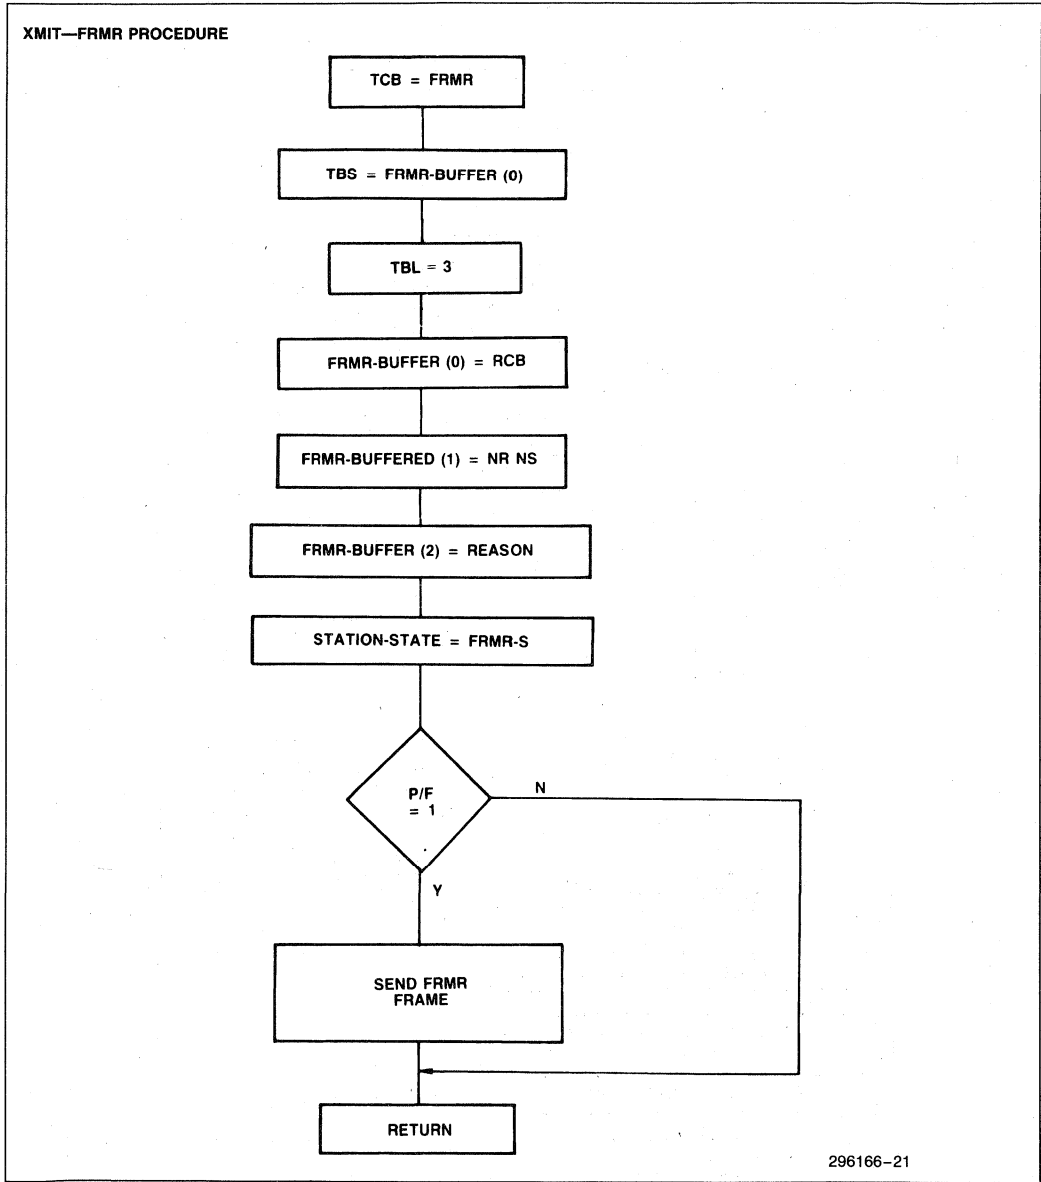 XMIT—FRMR PROCEDURE
TCB = FRMR
TBS = FRMR-BUFFER (0)
TBL = 3
FRMR-BUFFER (0) = RCB
FRMR-BUFFERED (1) = NR NS
FRMR-BUFFER (2) = REASON
STATION-STATE = FRMR-S
P/F
= 1
N
Y
SEND FRMR
FRAME
RETURN
296166–21